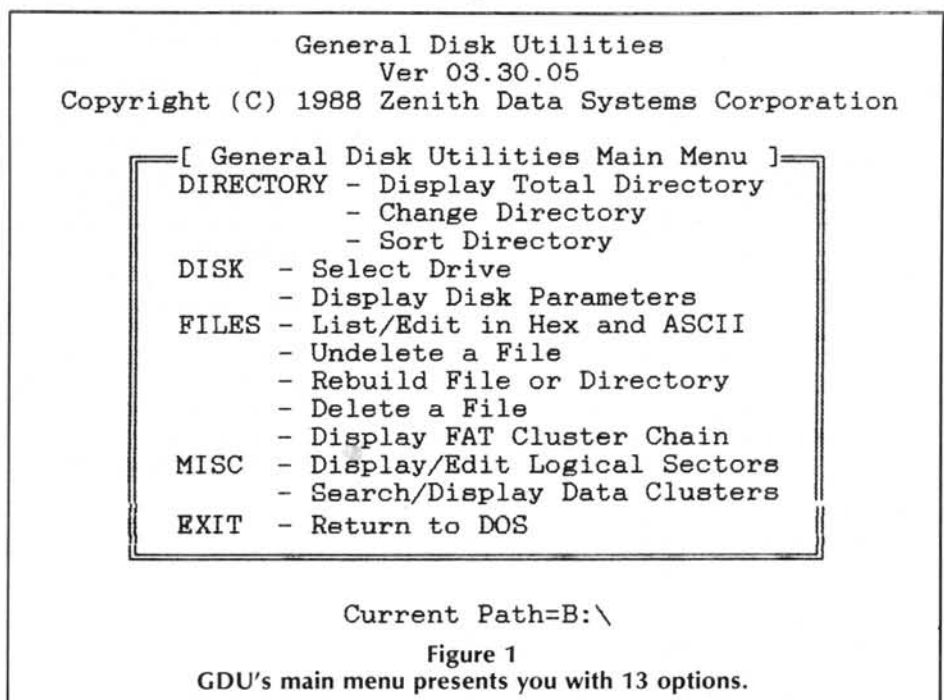 General Disk Utilities
Ver 03.30.05
Copyright (C) 1988 Zenith Data Systems Corporation
[ General Disk Utilities Main Menu ]
DIRECTORY - Display Total Directory
- Change Directory
- Sort Directory
DISK - Select Drive
- Display Disk Parameters
FILES - List/Edit in Hex and ASCII
- Undelete a File
- Rebuild File or Directory
- Delete a File
- Display FAT Cluster Chain
MISC - Display/Edit Logical Sectors
- Search/Display Data Clusters
EXIT - Return to DOS
Current Path=B:\
Figure 1
GDU's main menu presents you with 13 options.